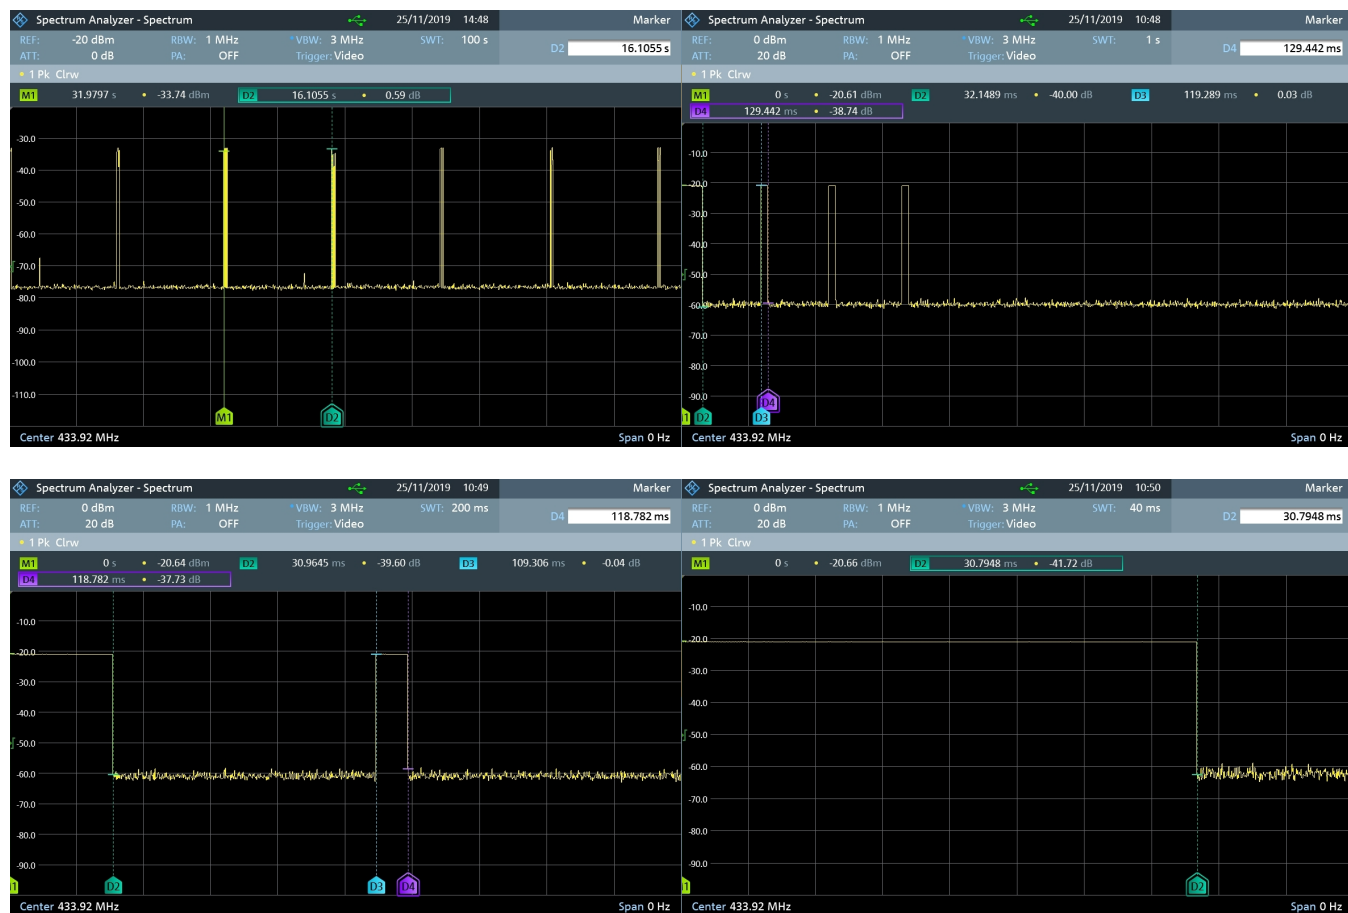 Spectrum Analyzer - Spectrum 25/11/2019 14:48 Marker
REF: -20 dBm RBW: 1 MHz *VBW: 3 MHz SWT: 100 s
ATT: 0 dB PA: OFF Trigger: Video
D2 16.1055 s
1 Pk Clrw
M1 31.9797 s • -33.74 dBm D2 16.1055 s • 0.59 dB
-30.0
-40.0
-50.0
-60.0
-70.0
-80.0
-90.0
-100.0
-110.0
M1 D2
Center 433.92 MHz Span 0 Hz
Spectrum Analyzer - Spectrum 25/11/2019 10:48 Marker
REF: 0 dBm RBW: 1 MHz *VBW: 3 MHz SWT: 1 s
ATT: 20 dB PA: OFF Trigger: Video
D4 129.442 ms
1 Pk Clrw
M1 0 s • -20.61 dBm D2 32.1489 ms • -40.00 dB D3 119.289 ms • 0.03 dB
D4 129.442 ms • -38.74 dB
-10.0
-20.0
-30.0
-40.0
-50.0
-60.0
-70.0
-80.0
-90.0
D4
1 D2 D3
Center 433.92 MHz Span 0 Hz
Spectrum Analyzer - Spectrum 25/11/2019 10:49 Marker
REF: 0 dBm RBW: 1 MHz *VBW: 3 MHz SWT: 200 ms
ATT: 20 dB PA: OFF Trigger: Video
D4 118.782 ms
1 Pk Clrw
M1 0 s • -20.64 dBm D2 30.9645 ms • -39.60 dB D3 109.306 ms • -0.04 dB
D4 118.782 ms • -37.73 dB
-10.0
-20.0
-30.0
-40.0
-50.0
-60.0
-70.0
-80.0
-90.0
1 D2 D3 D4
Center 433.92 MHz Span 0 Hz
Spectrum Analyzer - Spectrum 25/11/2019 10:50 Marker
REF: 0 dBm RBW: 1 MHz *VBW: 3 MHz SWT: 40 ms
ATT: 20 dB PA: OFF Trigger: Video
D2 30.7948 ms
1 Pk Clrw
M1 0 s • -20.66 dBm D2 30.7948 ms • -41.72 dB
-10.0
-20.0
-30.0
-40.0
-50.0
-60.0
-70.0
-80.0
-90.0
1 D2
Center 433.92 MHz Span 0 Hz